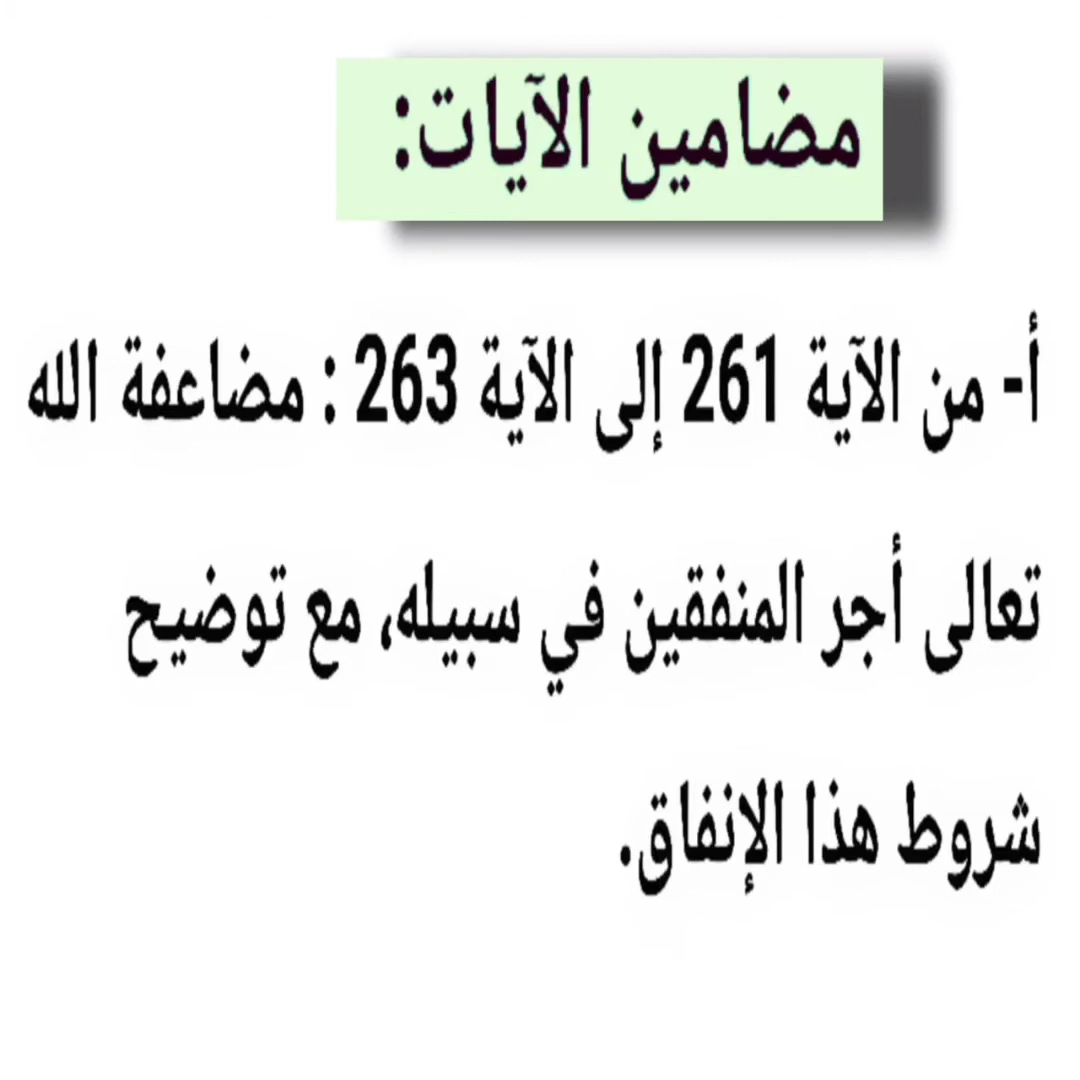 مضامين الآيات:
أ- من الآية 261 إلى الآية 263 : مضاعفة الله
تعالى أجر المنفقين في سبيله، مع توضيح
شروط هذا الإنفاق.